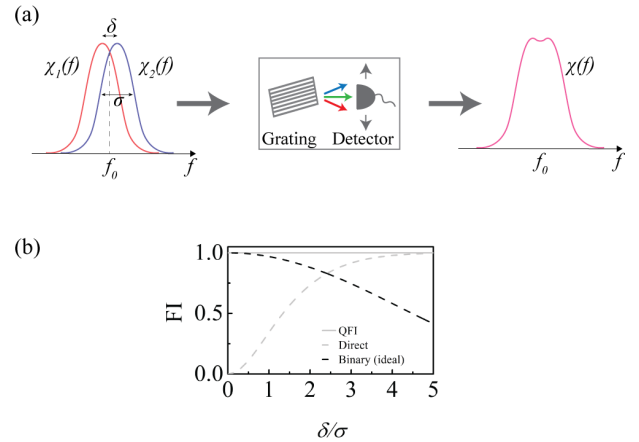 (a)
δ
χ1(f)
χ2(f)
σ
f0
f
Grating
Detector
χ(f)
f0
f
(b)
FI
1.0
0.5
0.0
QFI
Direct
Binary (ideal)
0 1 2 3 4 5
δ/σ